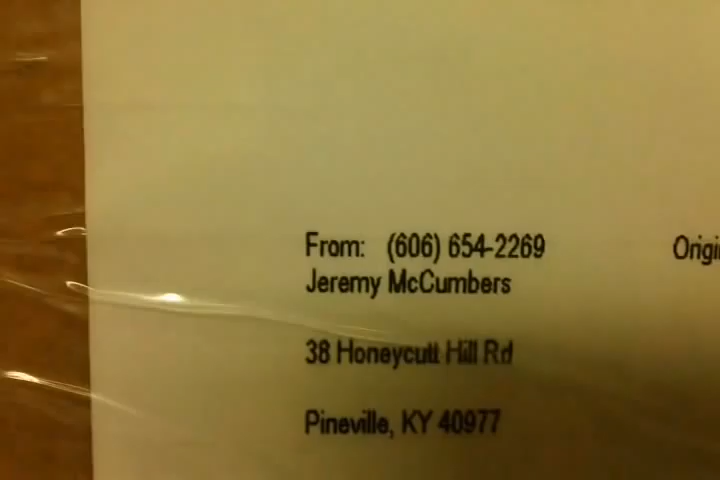 From: (606) 654-2269
Jeremy McCumbers
38 Honeycutt Hill Rd
Pineville, KY 40977